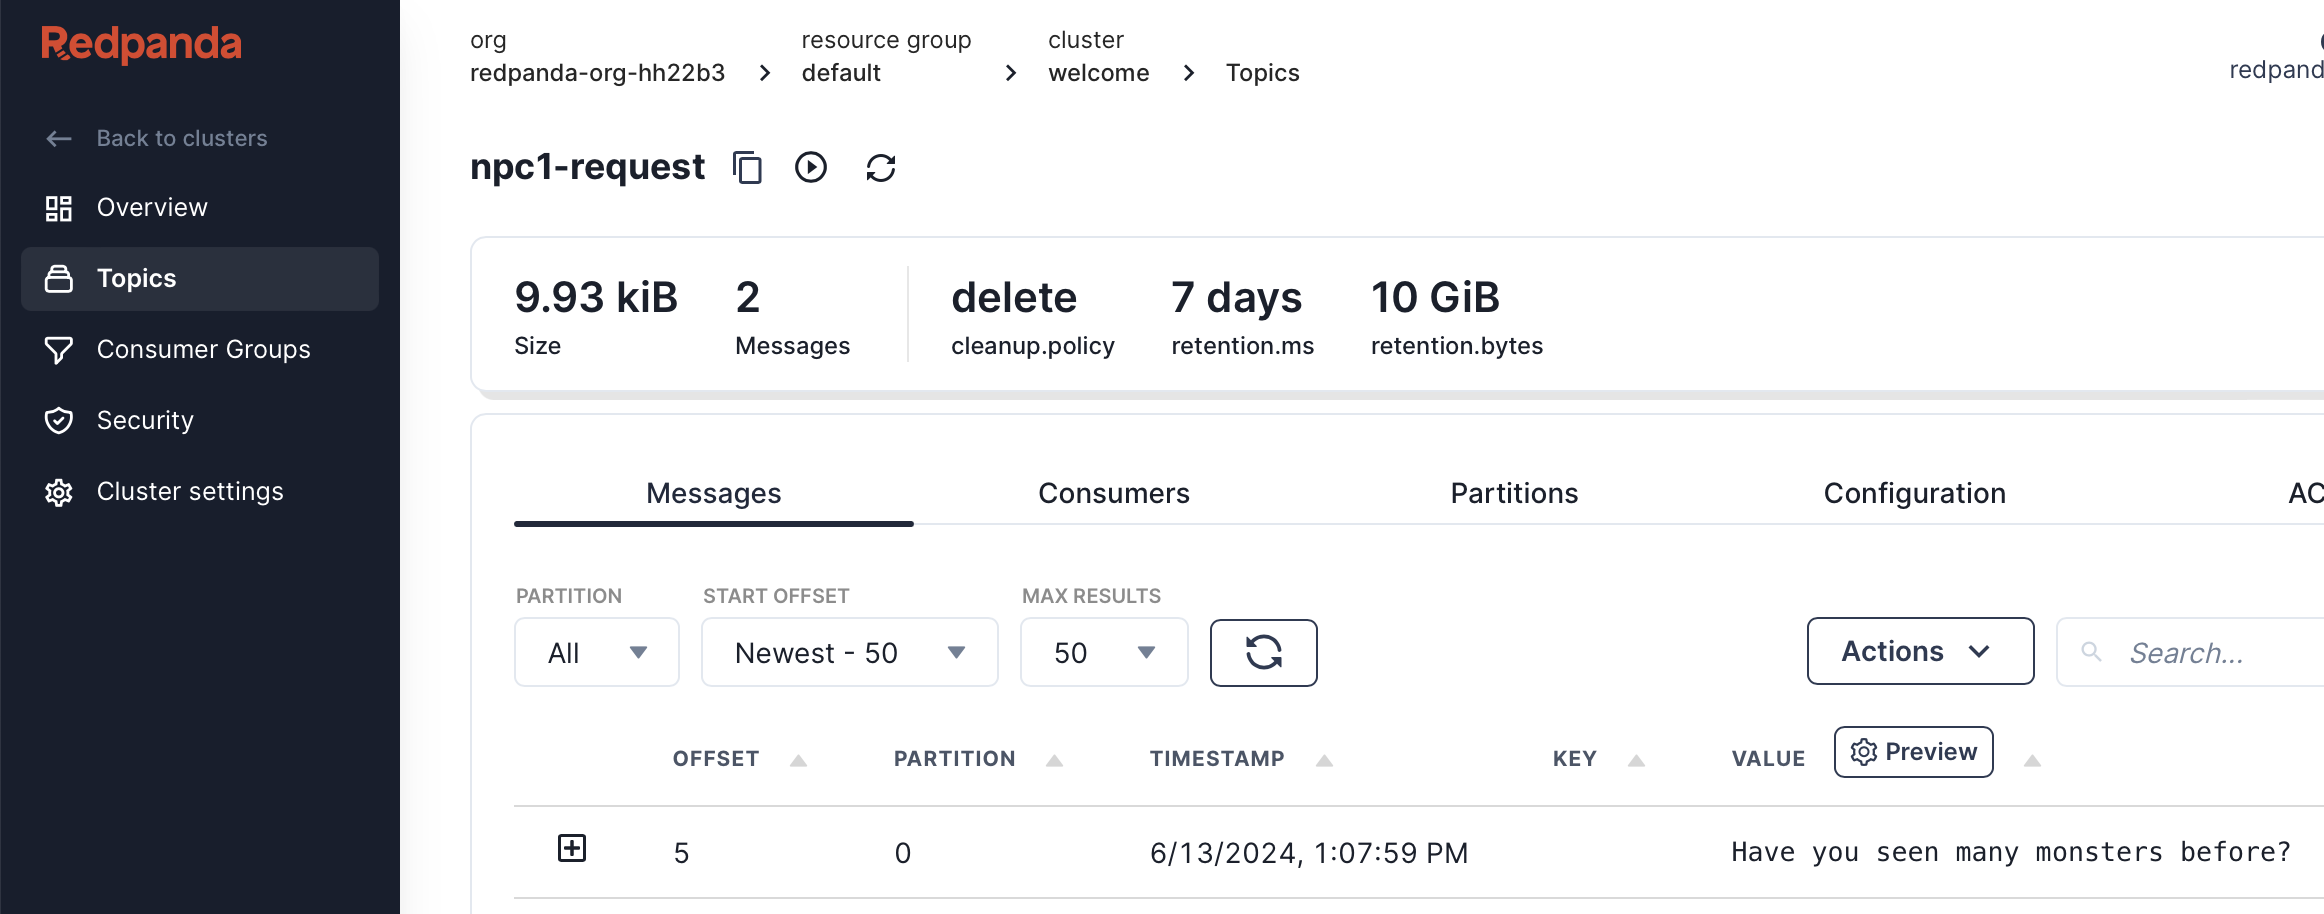 Redpanda
Back to clusters
Overview
Topics
Consumer Groups
Security
Cluster settings
org
redpanda-org-hh22b3
resource group
default
cluster
welcome
Topics
redpand
npc1-request
9.93 kiB
Size
2
Messages
delete
cleanup.policy
7 days
retention.ms
10 GiB
retention.bytes
Messages Consumers Partitions Configuration AC
PARTITION START OFFSET MAX RESULTS
All Newest - 50 50 Actions Search...
OFFSET PARTITION TIMESTAMP KEY VALUE Preview
5 0 6/13/2024, 1:07:59 PM Have you seen many monsters before?